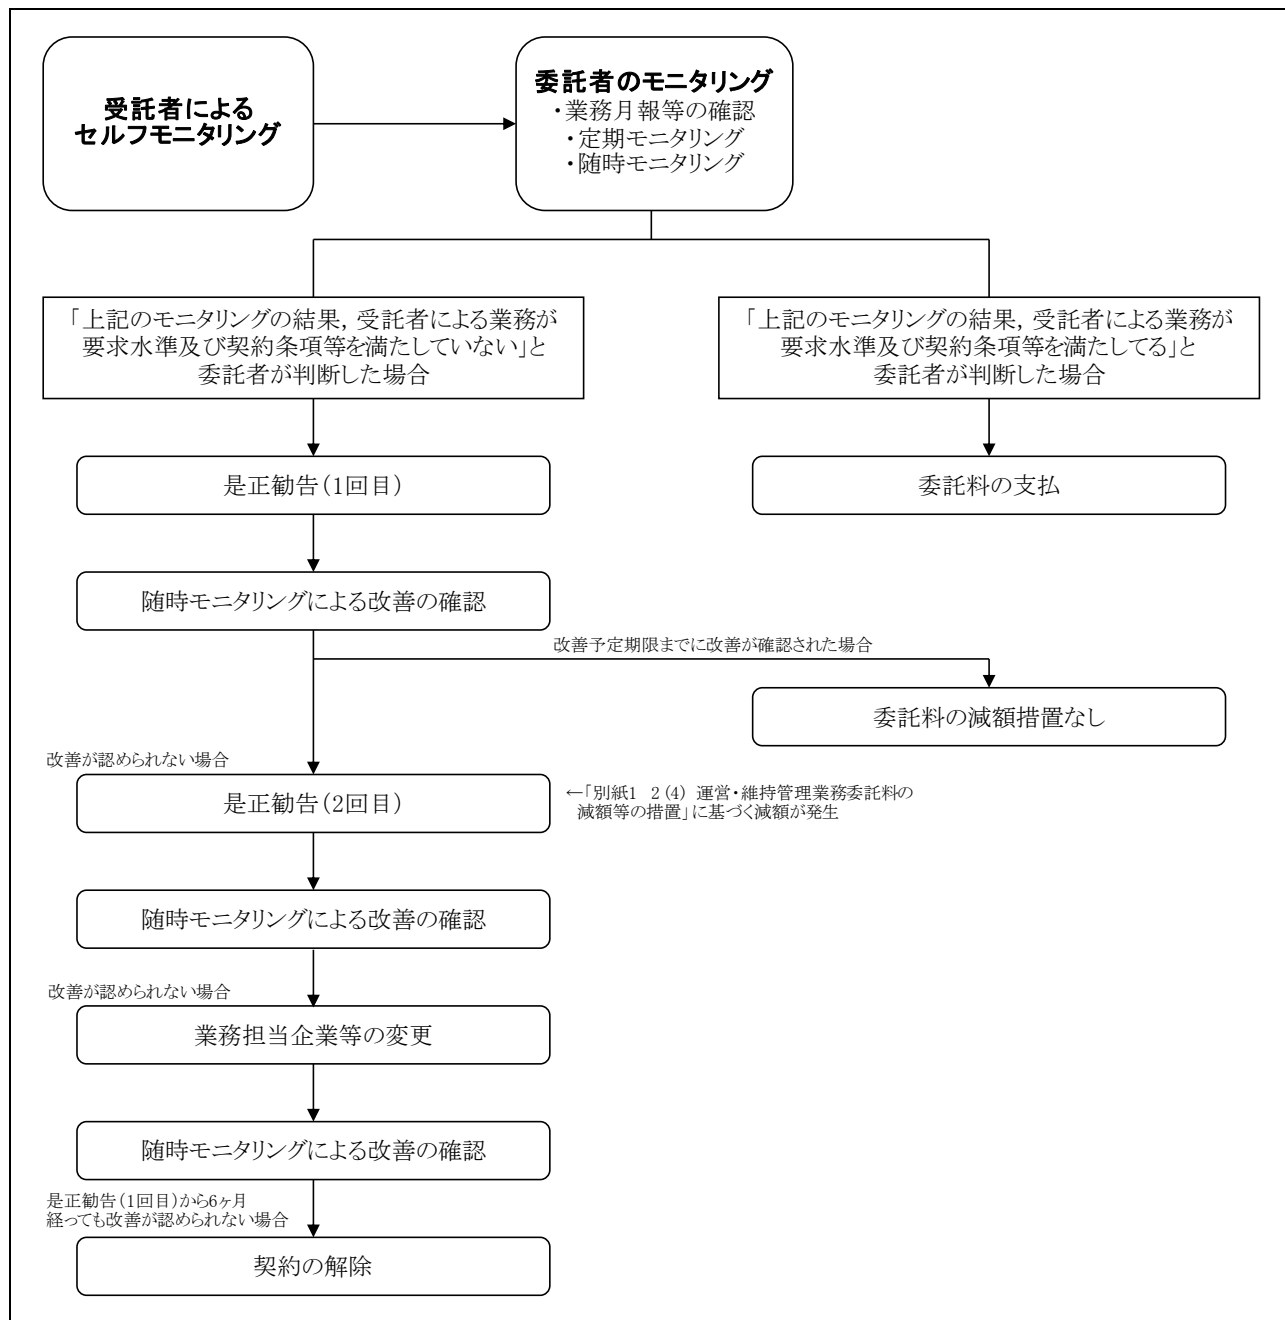 受託者による
セルフモニタリング
委託者のモニタリング
・業務月報等の確認
・定期モニタリング
・随時モニタリング
「上記のモニタリングの結果，受託者による業務が
要求水準及び契約条項等を満たしていない」と
委託者が判断した場合
「上記のモニタリングの結果，受託者による業務が
要求水準及び契約条項等を満たしてる」と
委託者が判断した場合
是正勧告（1回目）
委託料の支払
随時モニタリングによる改善の確認
改善予定期限までに改善が確認された場合
委託料の減額措置なし
改善が認められない場合
是正勧告（2回目）
←「別紙1　2（4）　運営・維持管理業務委託料の
減額等の措置」に基づく減額が発生
随時モニタリングによる改善の確認
改善が認められない場合
業務担当企業等の変更
随時モニタリングによる改善の確認
是正勧告（1回目）から6ヶ月
経っても改善が認められない場合
契約の解除